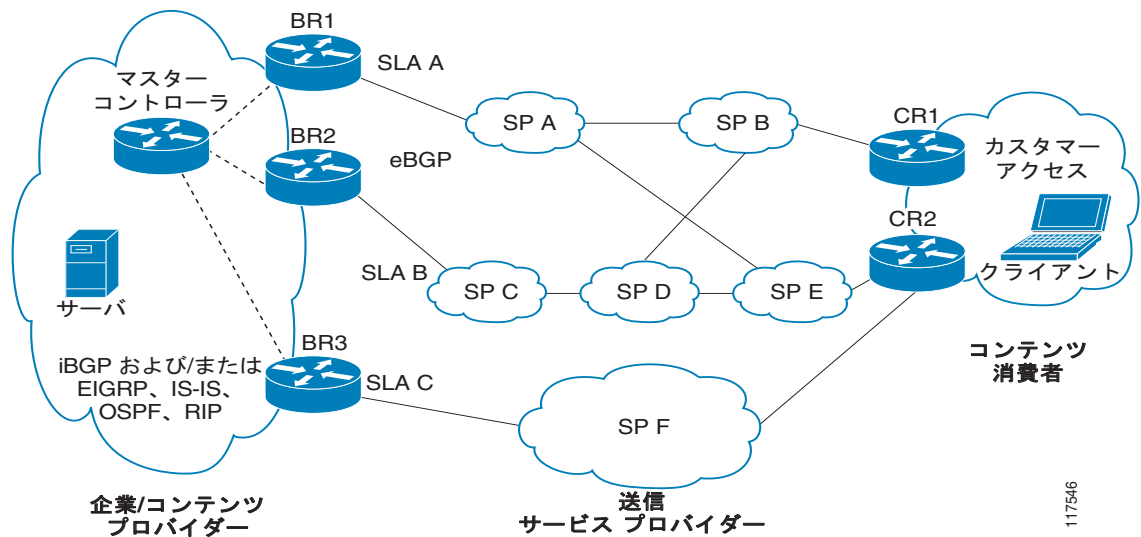 BR1
SLA A
マスター
コントローラ
SP A
SP B
CR1
BR2
eBGP
カスタマー
アクセス
CR2
SLA B
SP C
SP D
SP E
クライアント
サーバ
BR3
iBGP および/または
EIGRP、IS-IS、
OSPF、RIP
SLA C
SP F
コンテンツ
消費者
企業/コンテンツ
プロバイダー
送信
サービス プロバイダー
117546